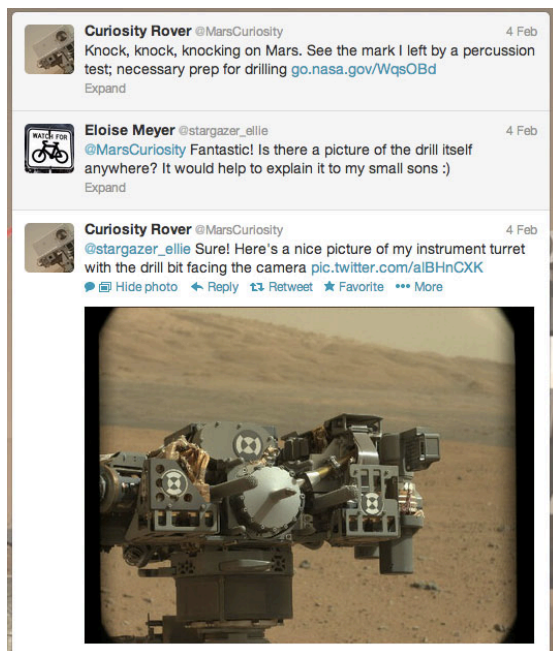 Curiosity Rover @MarsCuriosity 4 Feb
Knock, knock, knocking on Mars. See the mark I left by a percussion
test; necessary prep for drilling go.nasa.gov/WqsOBd
Expand
WATCH FOR
Eloise Meyer @stargazer_ellie 4 Feb
@MarsCuriosity Fantastic! Is there a picture of the drill itself
anywhere? It would help to explain it to my small sons :)
Expand
Curiosity Rover @MarsCuriosity 4 Feb
@stargazer_ellie Sure! Here's a nice picture of my instrument turret
with the drill bit facing the camera pic.twitter.com/alBHnCXK
Hide photo Reply Retweet Favorite More